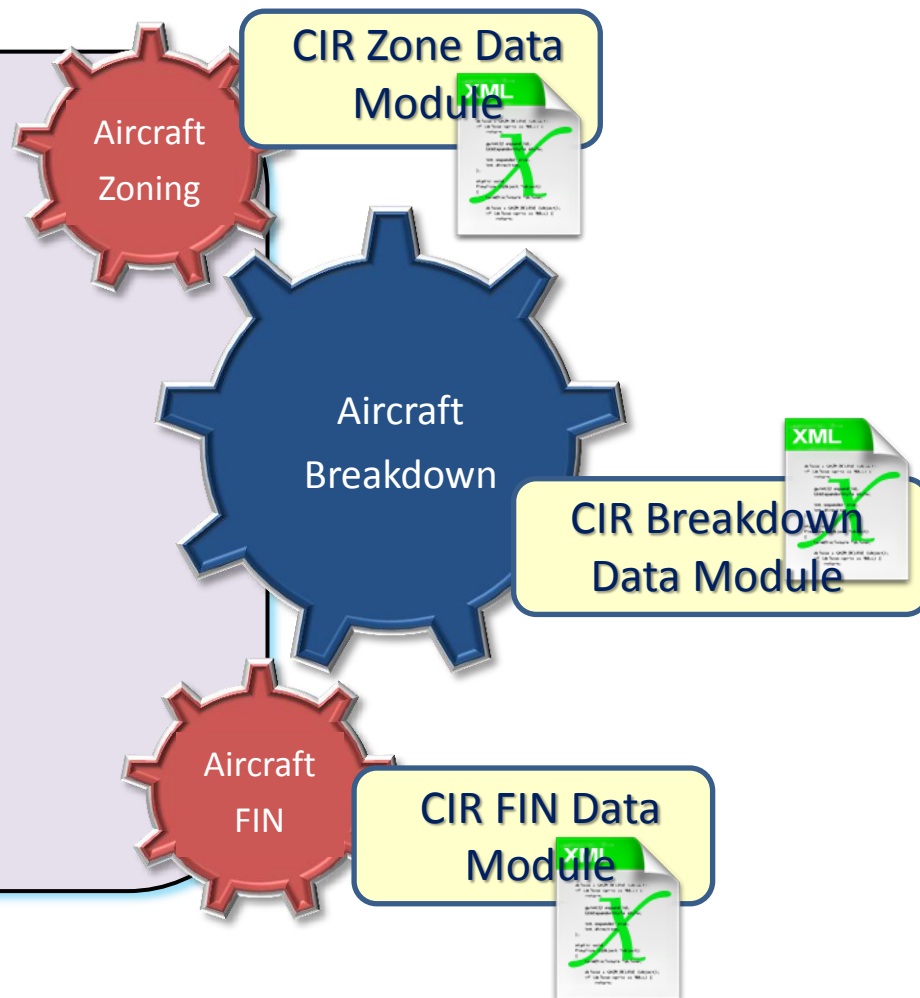 CIR Zone Data
Module
XML
Aircraft
Zoning
Aircraft
Breakdown
XML
CIR Breakdown
Data Module
Aircraft
FIN
CIR FIN Data
Module
XML